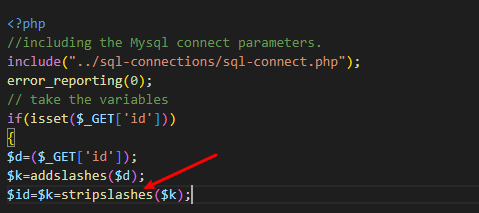 <?php
//including the Mysql connect parameters.
include("../sql-connections/sql-connect.php");
error_reporting(0);
// take the variables
if(isset($_GET['id']))
{
$d=($_GET['id']);
$k=addslashes($d);
$id=$k=stripslashes($k);